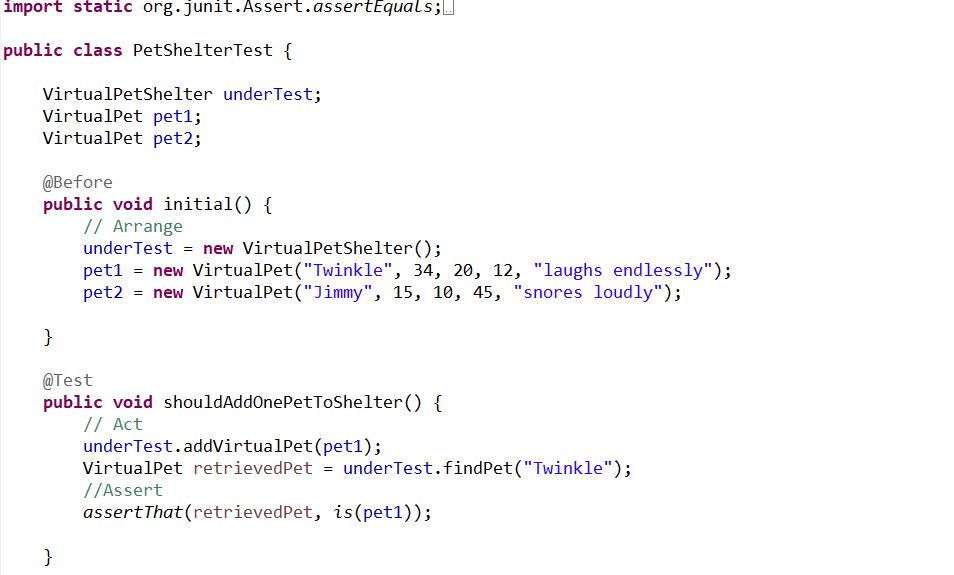 import static org.junit.Assert.assertEquals;
public class PetShelterTest {
VirtualPetShelter underTest;
VirtualPet pet1;
VirtualPet pet2;
@Before
public void initial() {
// Arrange
underTest = new VirtualPetShelter();
pet1 = new VirtualPet("Twinkle", 34, 20, 12, "laughs endlessly");
pet2 = new VirtualPet("Jimmy", 15, 10, 45, "snores loudly");
}
@Test
public void shouldAddOnePetToShelter() {
// Act
underTest.addVirtualPet(pet1);
VirtualPet retrievedPet = underTest.findPet("Twinkle");
//Assert
assertThat(retrievedPet, is(pet1));
}